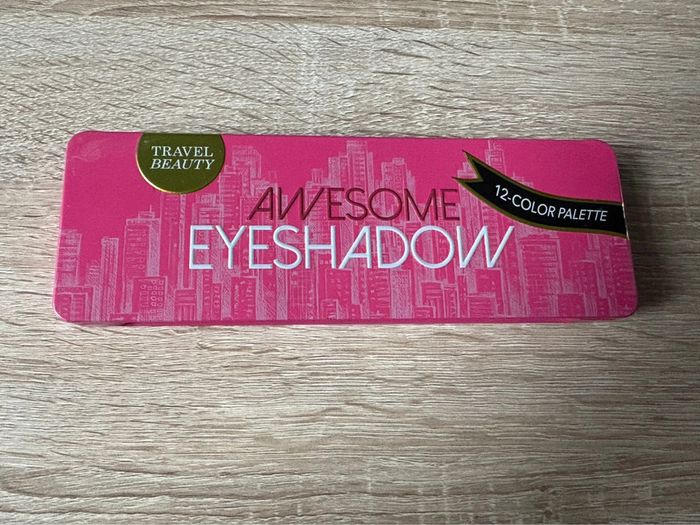 TRAVEL
BEAUTY
AWESOME
EYESHADOW
12-COLOR PALETTE